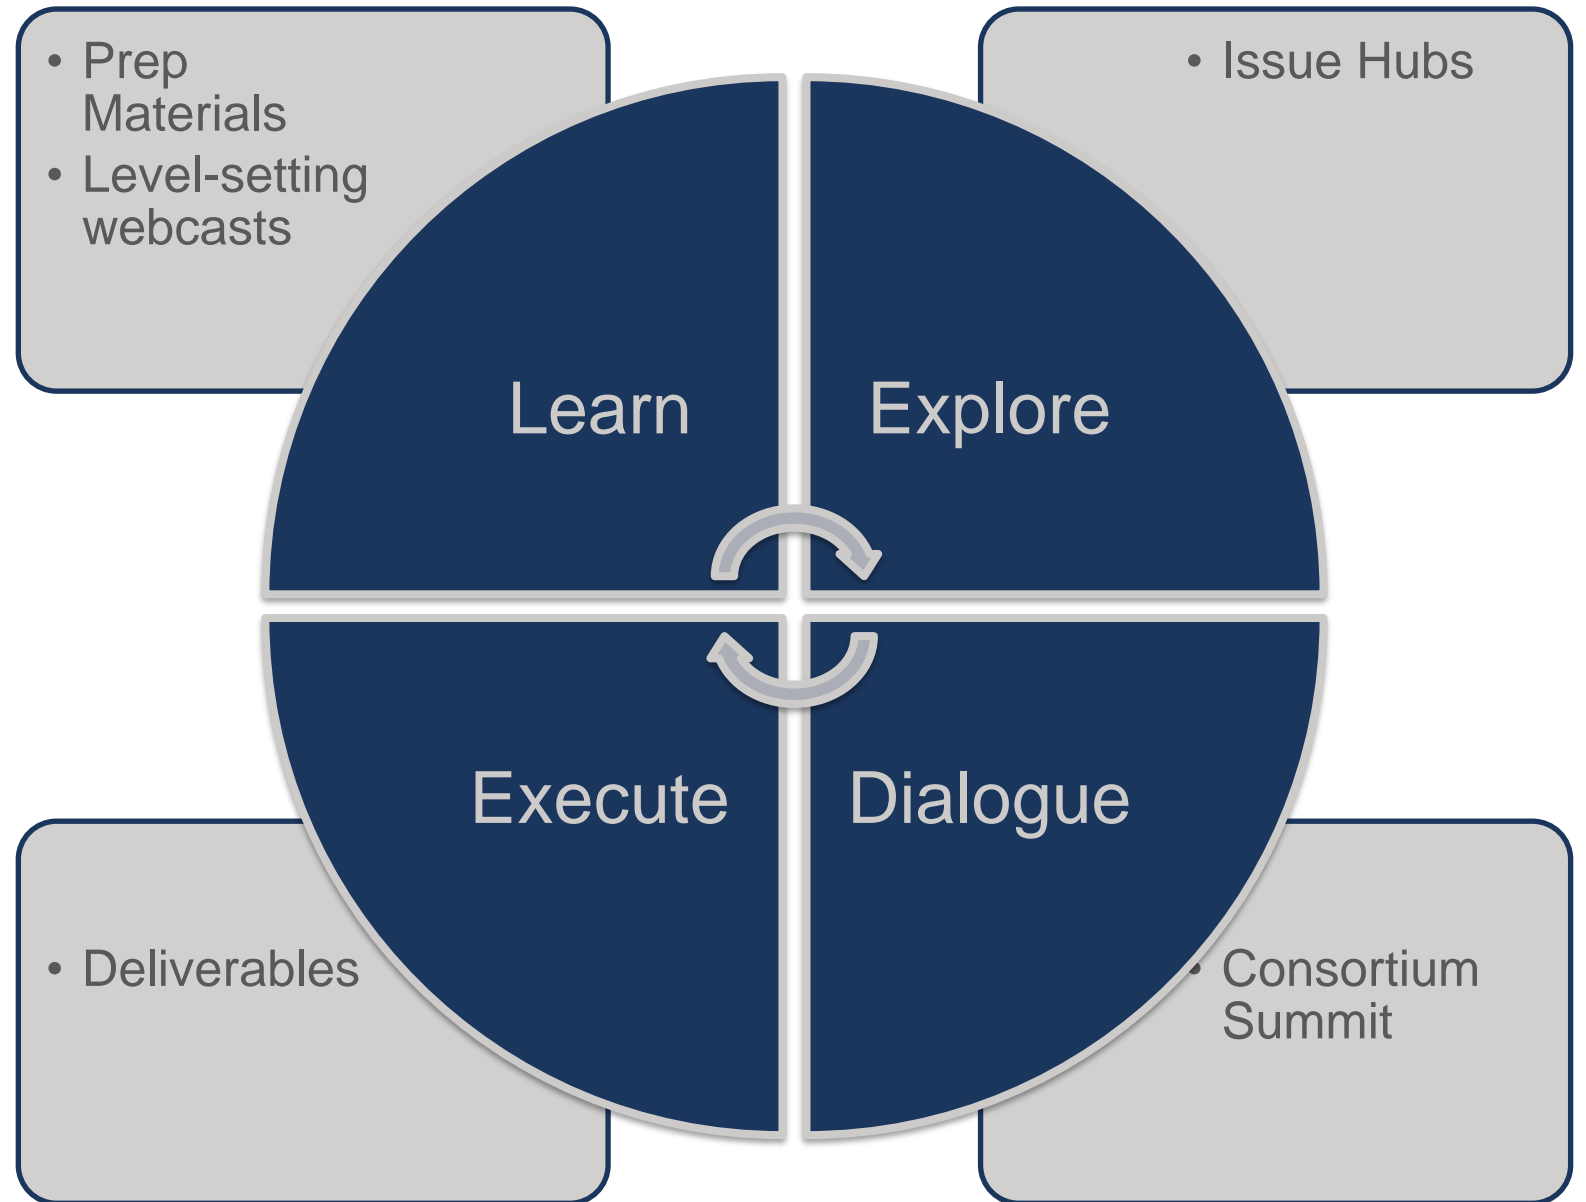 • Prep
Materials
• Level-setting
webcasts
• Issue Hubs
Learn
Explore
Execute
Dialogue
• Deliverables
• Consortium
Summit